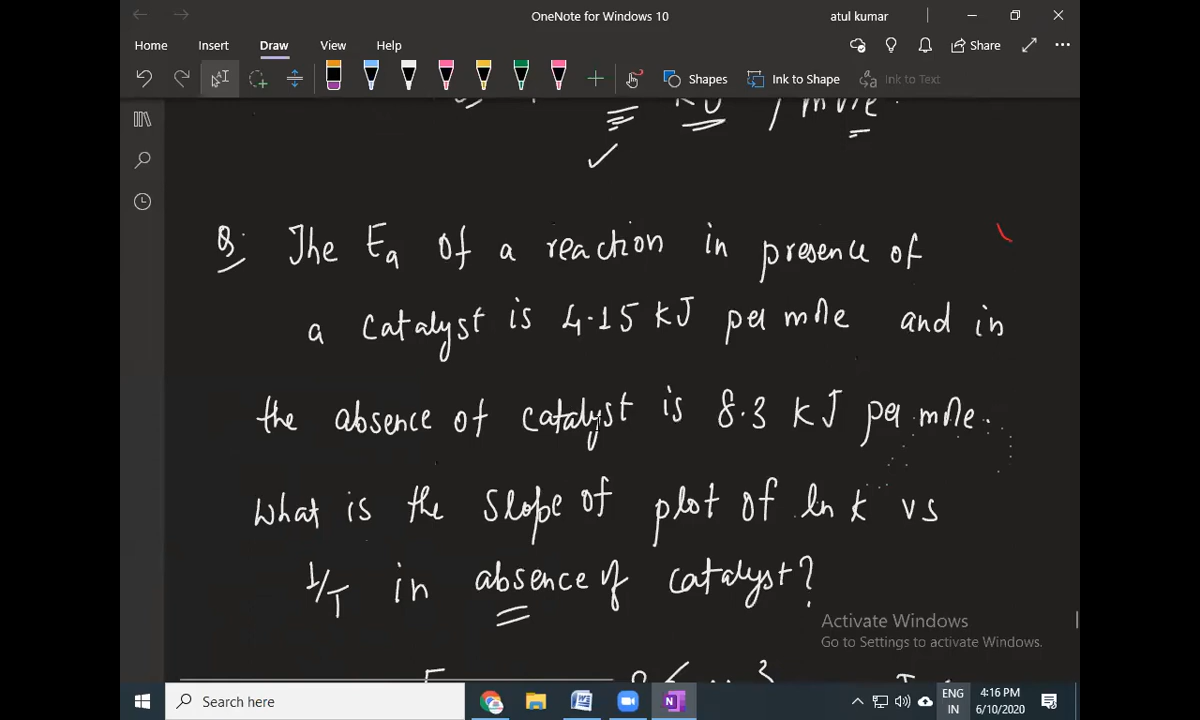 OneNote for Windows 10
atul kumar
Home Insert Draw View Help
Share
Shapes Ink to Shape Ink to Text
KJ / mole.
Q: The Ea of a reaction in presence of
a catalyst is 4.15 kJ per mole and in
the absence of catalyst is 8.3 kJ per mole.
What is the slope of plot of ln k vs
1/T in absence of catalyst?
Activate Windows
Go to Settings to activate Windows.
Search here
ENG
IN
4:16 PM
6/10/2020